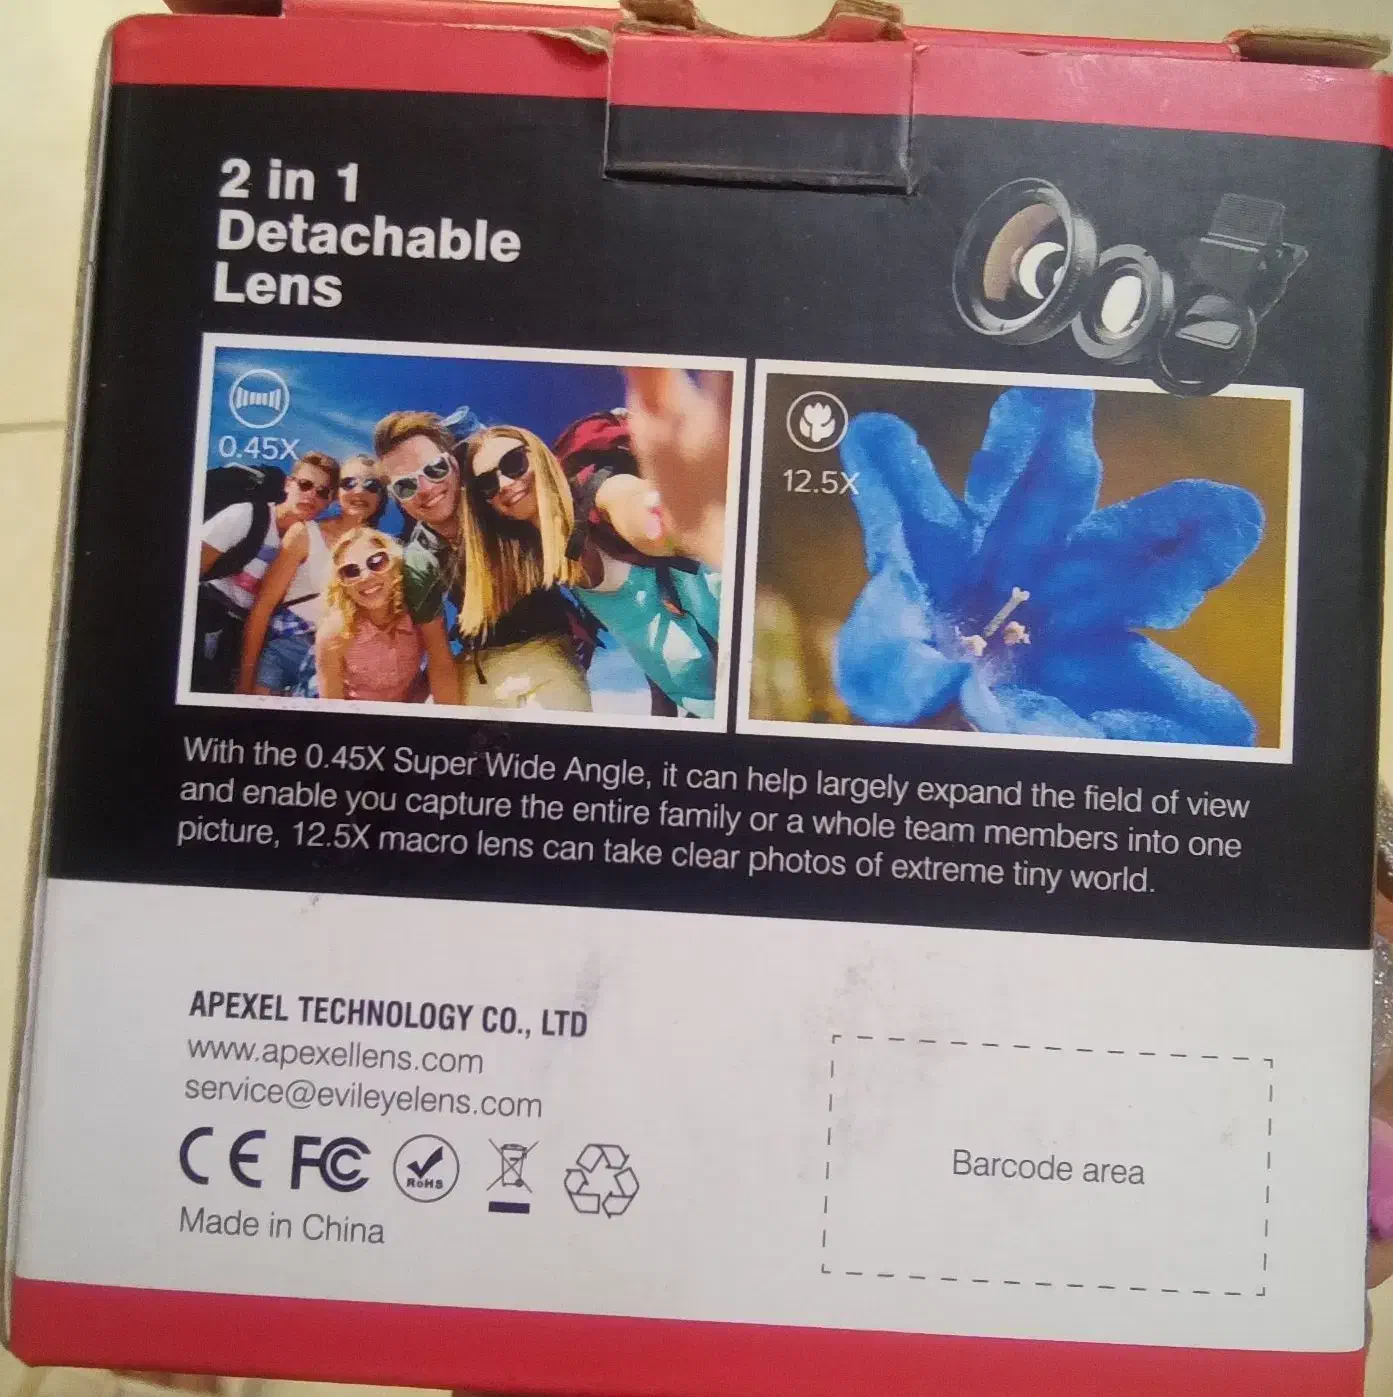 2 in 1
Detachable
Lens
0.45X
12.5X
With the 0.45X Super Wide Angle, it can help largely expand the field of view
and enable you capture the entire family or a whole team members into one
picture, 12.5X macro lens can take clear photos of extreme tiny world.
APEXEL TECHNOLOGY CO., LTD
www.apexellens.com
service@evileyelens.com
CE FC RoHS
Made in China
Barcode area